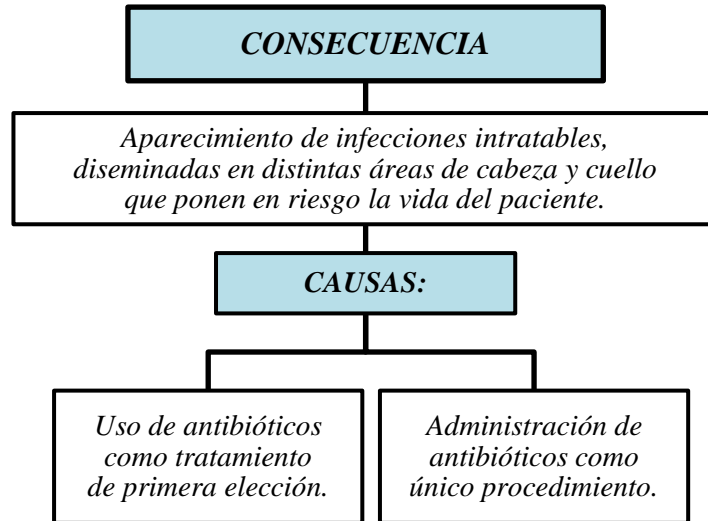 CONSECUENCIA
Aparecimiento de infecciones intratables,
diseminadas en distintas áreas de cabeza y cuello
que ponen en riesgo la vida del paciente.
CAUSAS:
Uso de antibióticos
como tratamiento
de primera elección.
Administración de
antibióticos como
único procedimiento.